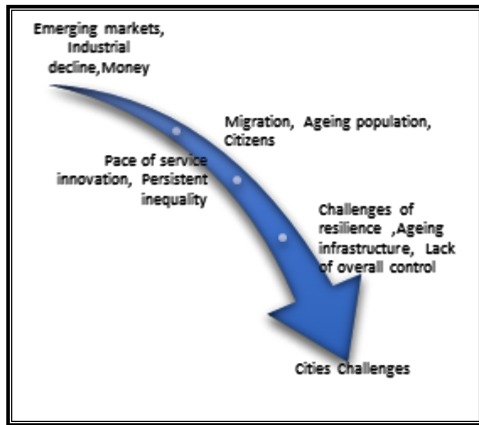 Emerging markets,
Industrial
decline,Money
Migration, Ageing population,
Citizens
Pace of service
innovation, Persistent
inequality
Challenges of
resilience ,Ageing
infrastructure, Lack
of overall control
Cities Challenges